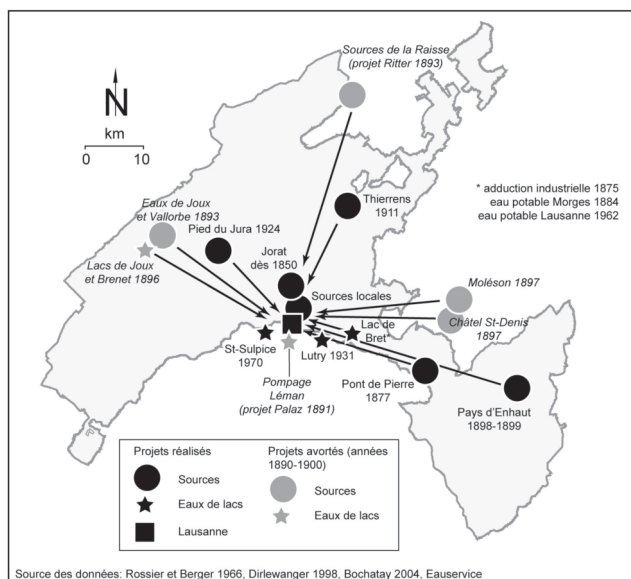 Sources de la Raisse
(projet Ritter 1893)
N
km
0 10
* adduction industrielle 1875
eau potable Morges 1884
eau potable Lausanne 1962
Thierrens
1911
Eaux de Joux
et Vallorbe 1893
Pied du Jura 1924
Jorat
dès 1850
Lacs de Joux
et Brenet 1896
Sources locales
Moléson 1897
Châtel St-Denis
1897
Lac de
Bret*
St-Sulpice
1970
Lutry 1931
Pompage
Léman
(projet Palaz 1891)
Pont de Pierre
1877
Pays d'Enhaut
1898-1899
Projets réalisés
Sources
Eaux de lacs
Lausanne
Projets avortés (années
1890-1900)
Sources
Eaux de lacs
Source des données: Rossier et Berger 1966, Dirlewanger 1998, Bochatay 2004, Eauservice